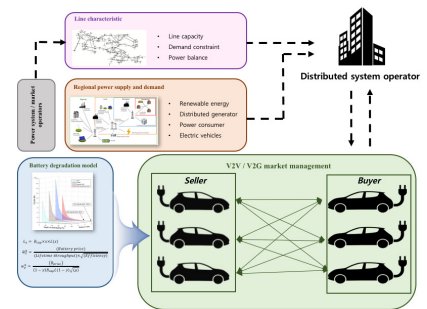 Line characteristic
• Line capacity
• Demand constraint
• Power balance
Power system / market
operators
Regional power supply and demand
• Renewable energy
• Distributed generator
• Power consumer
• Electric vehicles
Distributed system operator
Battery degradation model
V2V / V2G market management
Seller
Buyer